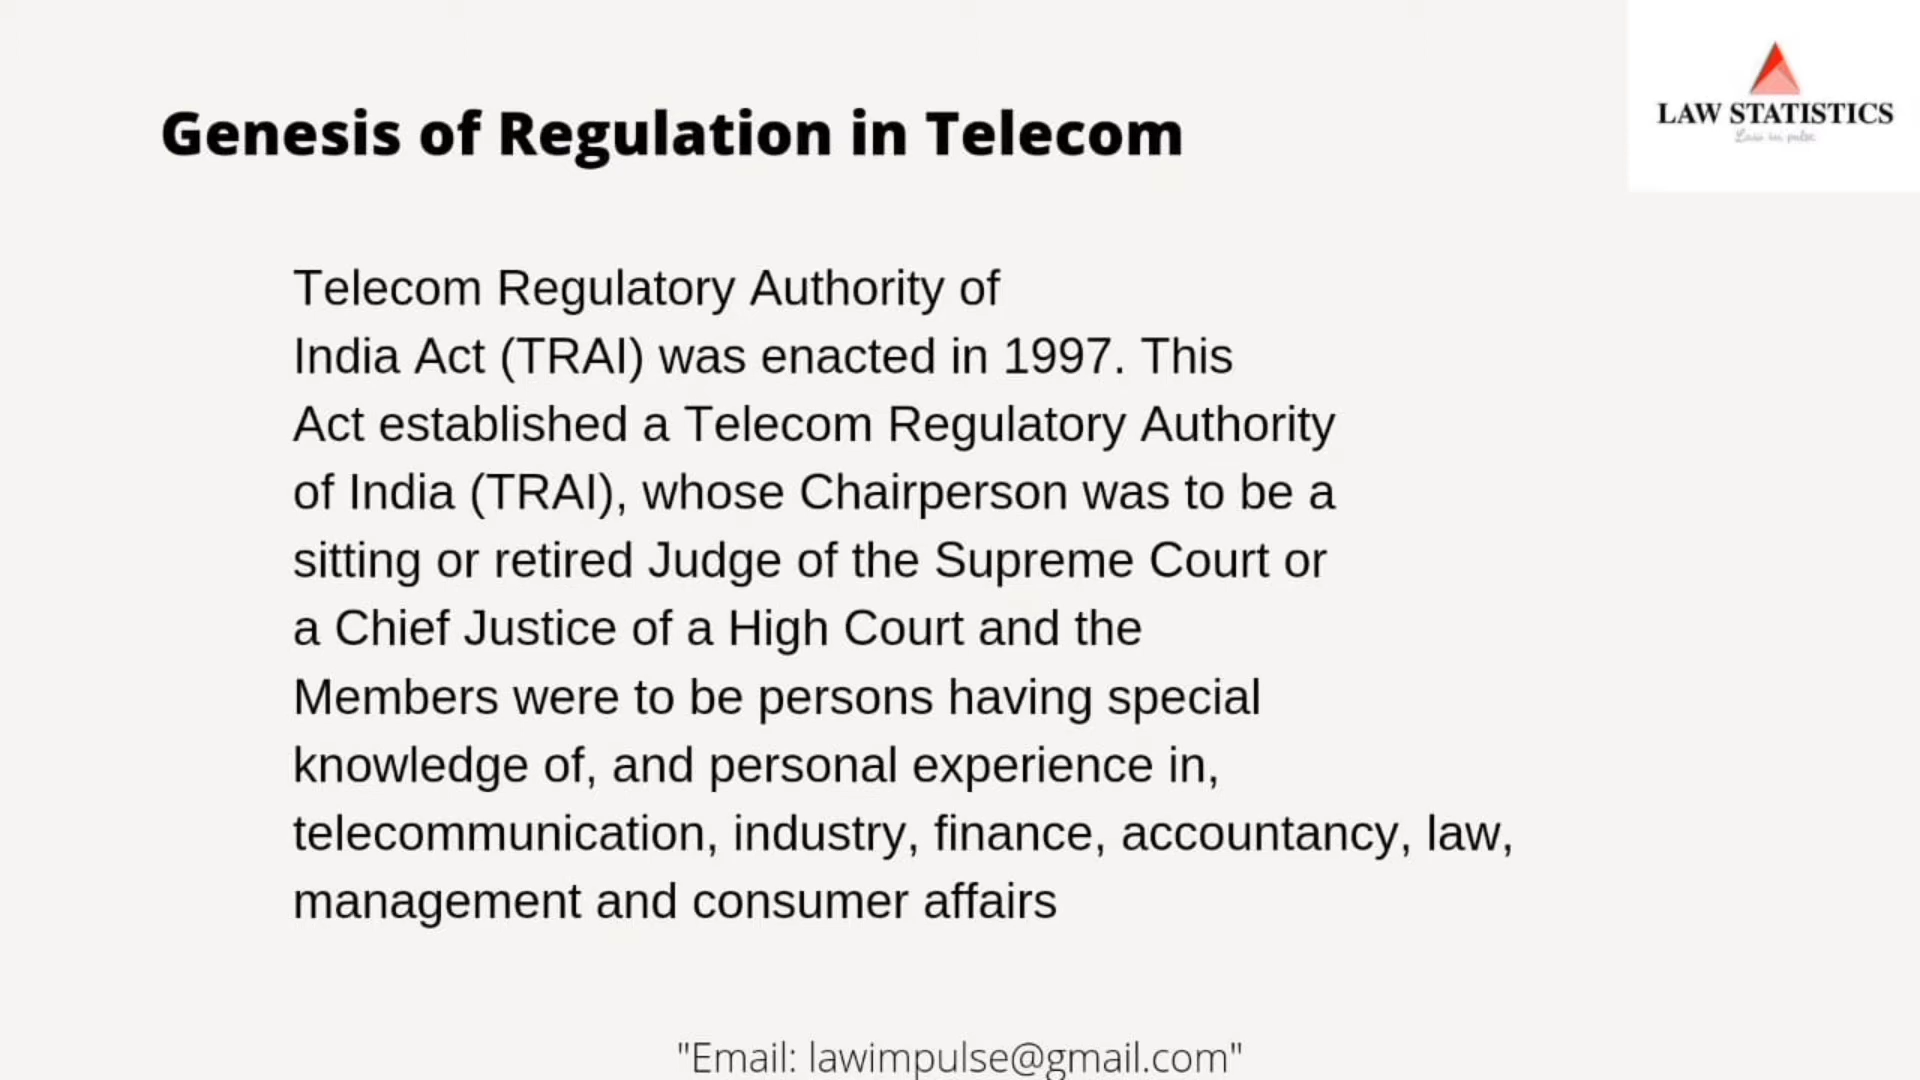 Genesis of Regulation in Telecom
LAW STATISTICS
Law in pulse
Telecom Regulatory Authority of
India Act (TRAI) was enacted in 1997. This
Act established a Telecom Regulatory Authority
of India (TRAI), whose Chairperson was to be a
sitting or retired Judge of the Supreme Court or
a Chief Justice of a High Court and the
Members were to be persons having special
knowledge of, and personal experience in,
telecommunication, industry, finance, accountancy, law,
management and consumer affairs
"Email: lawimpulse@gmail.com"